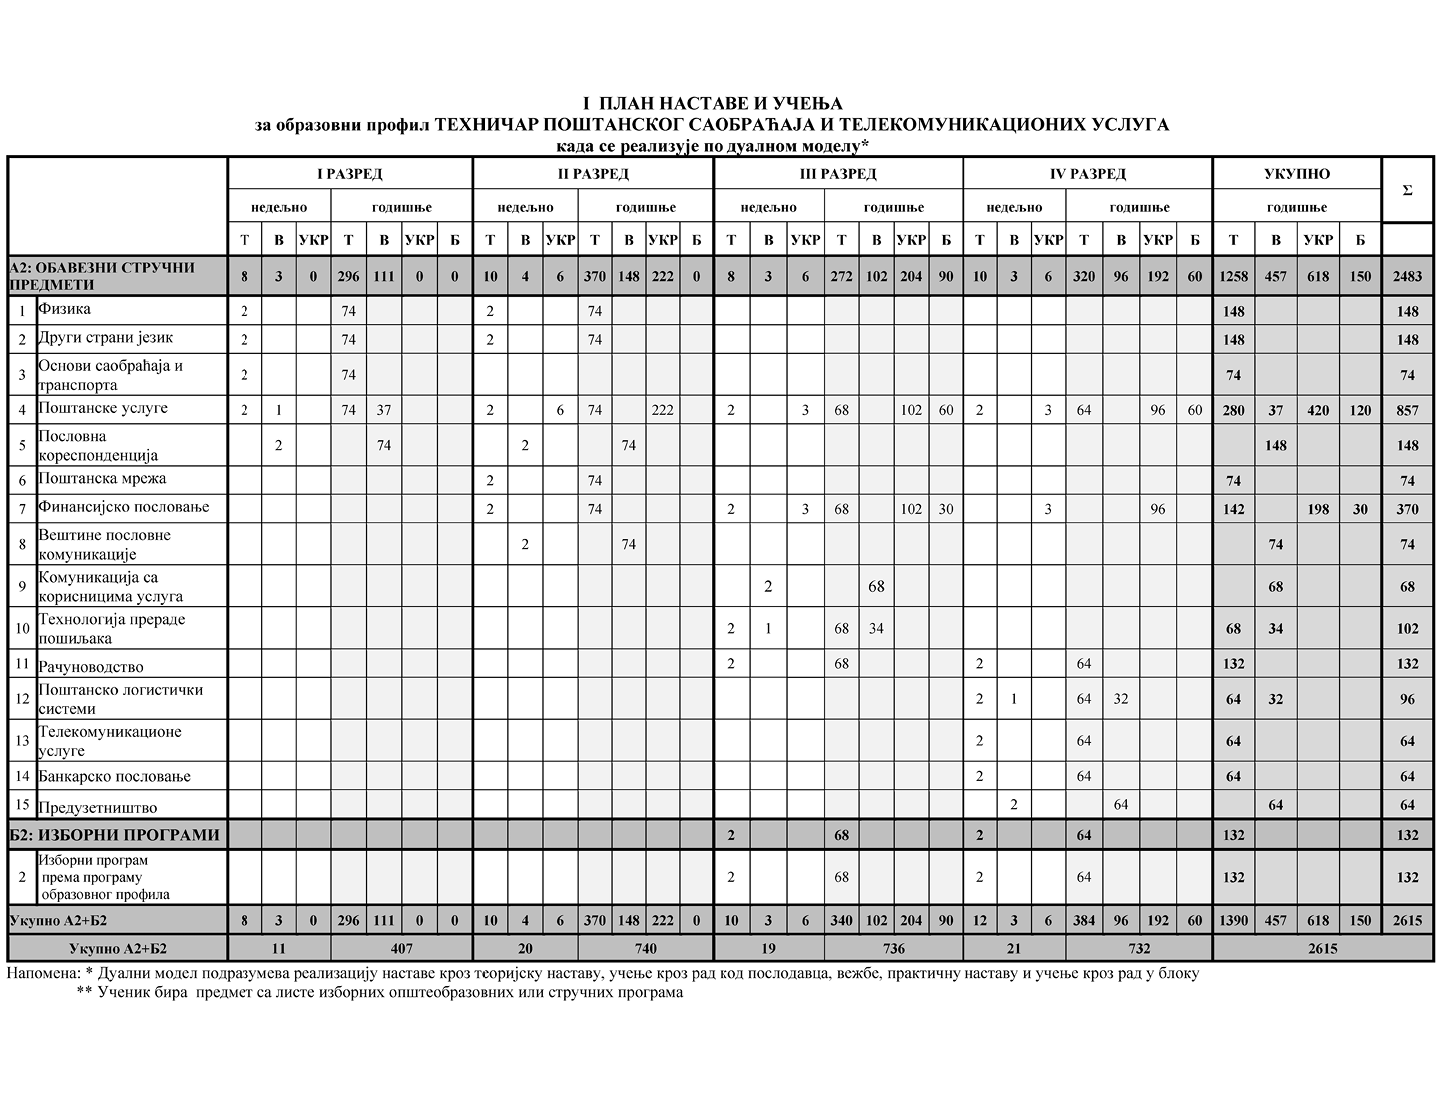 I ПЛАН НАСТАВЕ И УЧЕЊА
за образовни профил ТЕХНИЧАР ПОШТАНСКОГ САОБРАЋАЈА И ТЕЛЕКОМУНИКАЦИОНИХ УСЛУГА
када се реализује по дуалном моделу*
I РАЗРЕД II РАЗРЕД III РАЗРЕД IV РАЗРЕД УКУПНО Σ
недељно годишње недељно годишње недељно годишње недељно годишње годишње
Т В УКР Т В УКР Б Т В УКР Т В УКР Б Т В УКР Т В УКР Б Т В УКР Т В УКР Б Т В УКР Б
А2: ОБАВЕЗНИ СТРУЧНИ
ПРЕДМЕТИ 8 3 0 296 111 0 0 10 4 6 370 148 222 0 8 3 6 272 102 204 90 10 3 6 320 96 192 60 1258 457 618 150 2483
1 Физика 2 74 2 74 148 148
2 Други страни језик 2 74 2 74 148 148
3 Основи саобраћаја и
транспорта 2 74 74 74
4 Поштанске услуге 2 1 74 37 2 6 74 222 2 3 68 102 60 2 3 64 96 60 280 37 420 120 857
5 Пословна
кореспонденција 2 74 2 74 148 148
6 Поштанска мрежа 2 74 74 74
7 Финансијско пословање 2 74 2 3 68 102 30 3 96 142 198 30 370
8 Вештине пословне
комуникације 2 74 74 74
9 Комуникација са
корисницима услуга 2 68 68 68
10 Технологија прераде
пошиљака 2 1 68 34 68 34 102
11 Рачуноводство 2 68 2 64 132 132
12 Поштанско логистички
системи 2 1 64 32 64 32 96
13 Телекомуникационе
услуге 2 64 64 64
14 Банкарско пословање 2 64 64 64
15 Предузетништво 2 64 64 64
Б2: ИЗБОРНИ ПРОГРАМИ 2 68 2 64 132 132
2 Изборни програм
према програму
образовног профила 2 68 2 64 132 132
Укупно А2+Б2 8 3 0 296 111 0 0 10 4 6 370 148 222 0 10 3 6 340 102 204 90 12 3 6 384 96 192 60 1390 457 618 150 2615
Укупно А2+Б2 11 407 20 740 19 736 21 732 2615
Напомена: * Дуални модел подразумева реализацију наставе кроз теоријску наставу, учење кроз рад код послодавца, вежбе, практичну наставу и учење кроз рад у блоку
** Ученик бира предмет са листе изборних општеобразовних или стручних програма